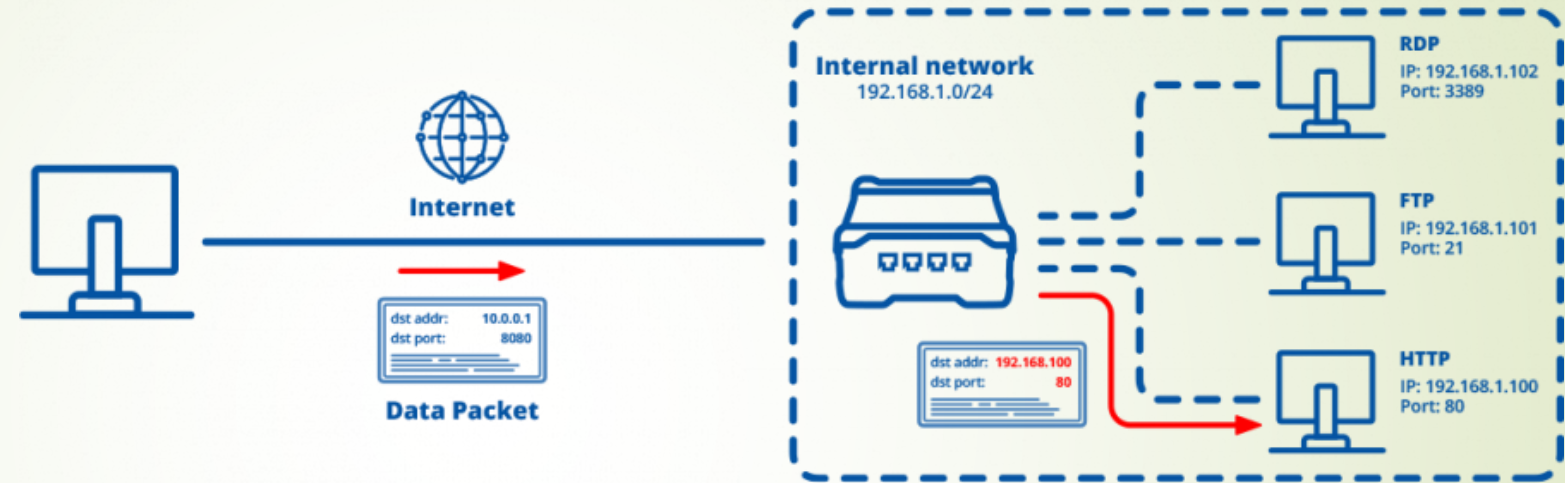 Internet
dst addr: 10.0.0.1
dst port: 8080
Data Packet
Internal network
192.168.1.0/24
dst addr: 192.168.100
dst port: 80
RDP
IP: 192.168.1.102
Port: 3389
FTP
IP: 192.168.1.101
Port: 21
HTTP
IP: 192.168.1.100
Port: 80